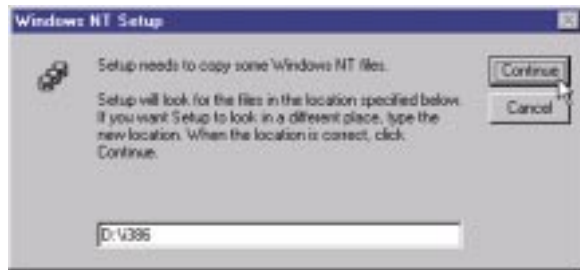 Windows NT Setup
Setup needs to copy some Windows NT files.
Continue
Setup will look for the files in the location specified below.
If you want Setup to look in a different place, type the
new location. When the location is correct, click
Continue.
Cancel
D:\i386